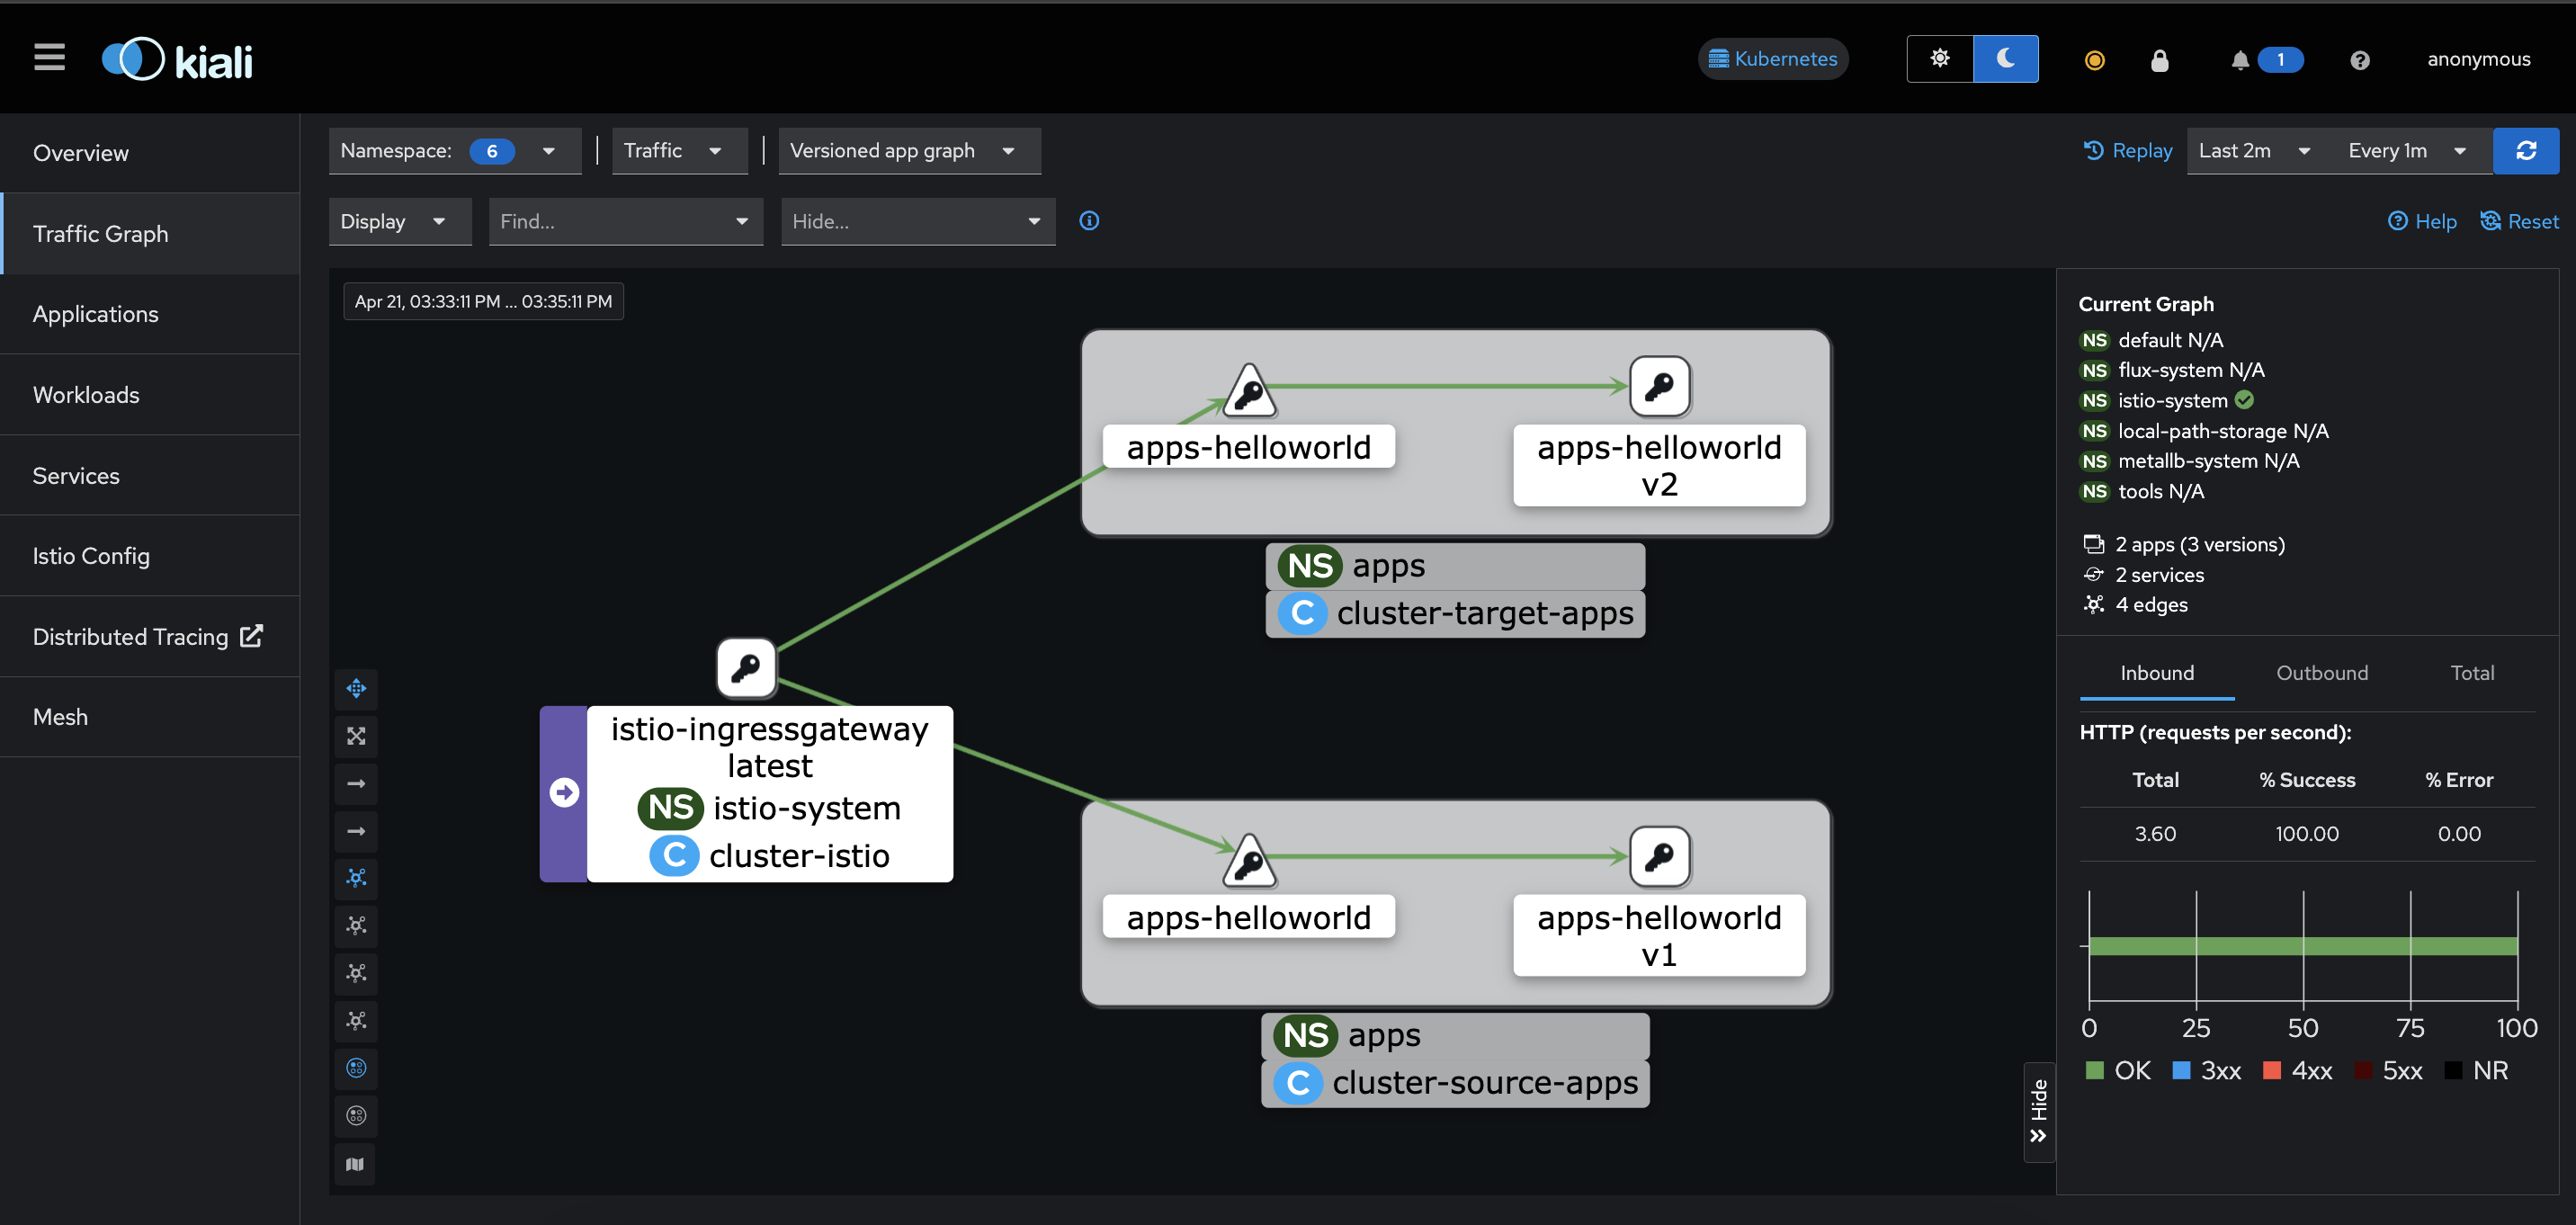 kiali
Kubernetes
1
anonymous
Overview
Traffic Graph
Applications
Workloads
Services
Istio Config
Distributed Tracing
Mesh
Namespace: 6
Traffic
Versioned app graph
Replay
Last 2m
Every 1m
Display
Find...
Hide...
Help
Reset
Apr 21, 03:33:11 PM ... 03:35:11 PM
apps-helloworld
apps-helloworld
v2
NS apps
C cluster-target-apps
istio-ingressgateway
latest
NS istio-system
C cluster-istio
apps-helloworld
apps-helloworld
v1
NS apps
C cluster-source-apps
Hide
Current Graph
NS default N/A
NS flux-system N/A
NS istio-system
NS local-path-storage N/A
NS metallb-system N/A
NS tools N/A
2 apps (3 versions)
2 services
4 edges
Inbound Outbound Total
HTTP (requests per second):
Total % Success % Error
3.60 100.00 0.00
0 25 50 75 100
OK 3xx 4xx 5xx NR